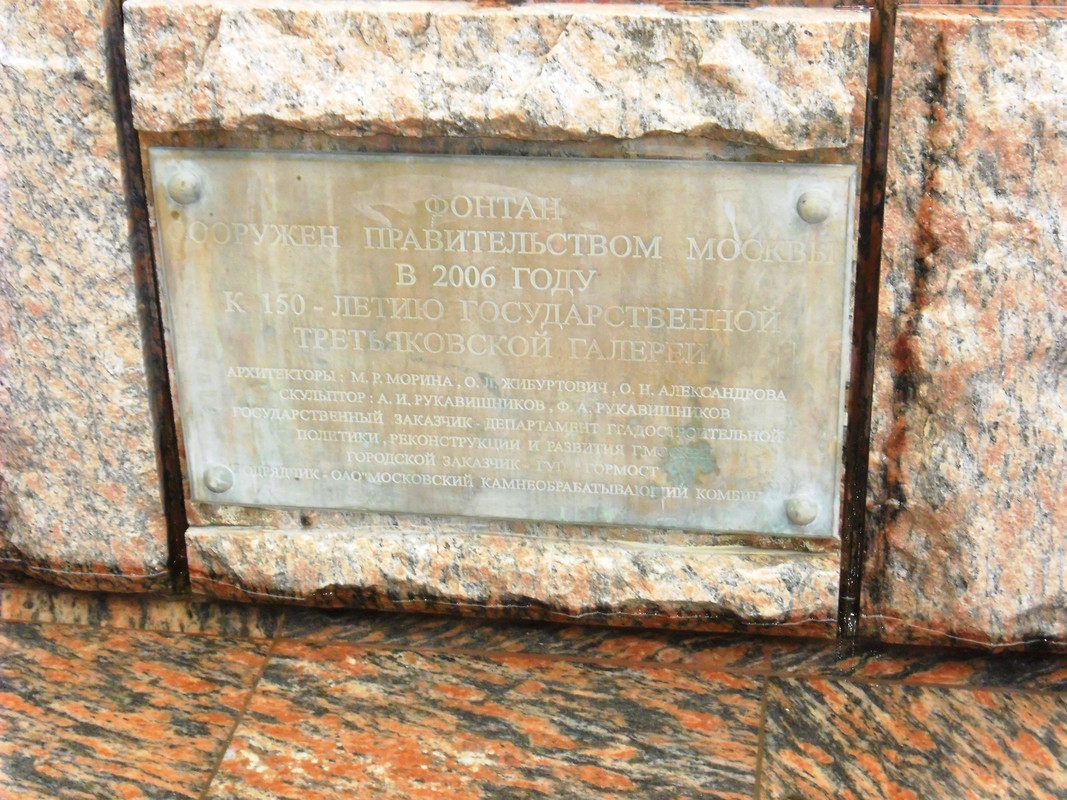 ФОНТАН
СООРУЖЕН ПРАВИТЕЛЬСТВОМ МОСКВЫ
В 2006 ГОДУ
К 150 - ЛЕТИЮ ГОСУДАРСТВЕННОЙ
ТРЕТЬЯКОВСКОЙ ГАЛЕРЕИ
АРХИТЕКТОРЫ : М. Р. МОРИНА , О. Л. ЖИБУРТОВИЧ , О. Н. АЛЕКСАНДРОВА
СКУЛЬПТОР : А. И. РУКАВИШНИКОВ , Ф. А. РУКАВИШНИКОВ
ГОСУДАРСТВЕННЫЙ ЗАКАЗЧИК - ДЕПАРТАМЕНТ ГРАДОСТРОИТЕЛЬНОЙ
ПОЛИТИКИ , РЕКОНСТРУКЦИИ И РАЗВИТИЯ
ГОРОДСКОЙ ЗАКАЗЧИК - ГУП "ГОРМОСТ"
ПОДРЯДЧИК - ОАО "МОСКОВСКИЙ КАМНЕОБРАБАТЫВАЮЩИЙ КОМБИНАТ"